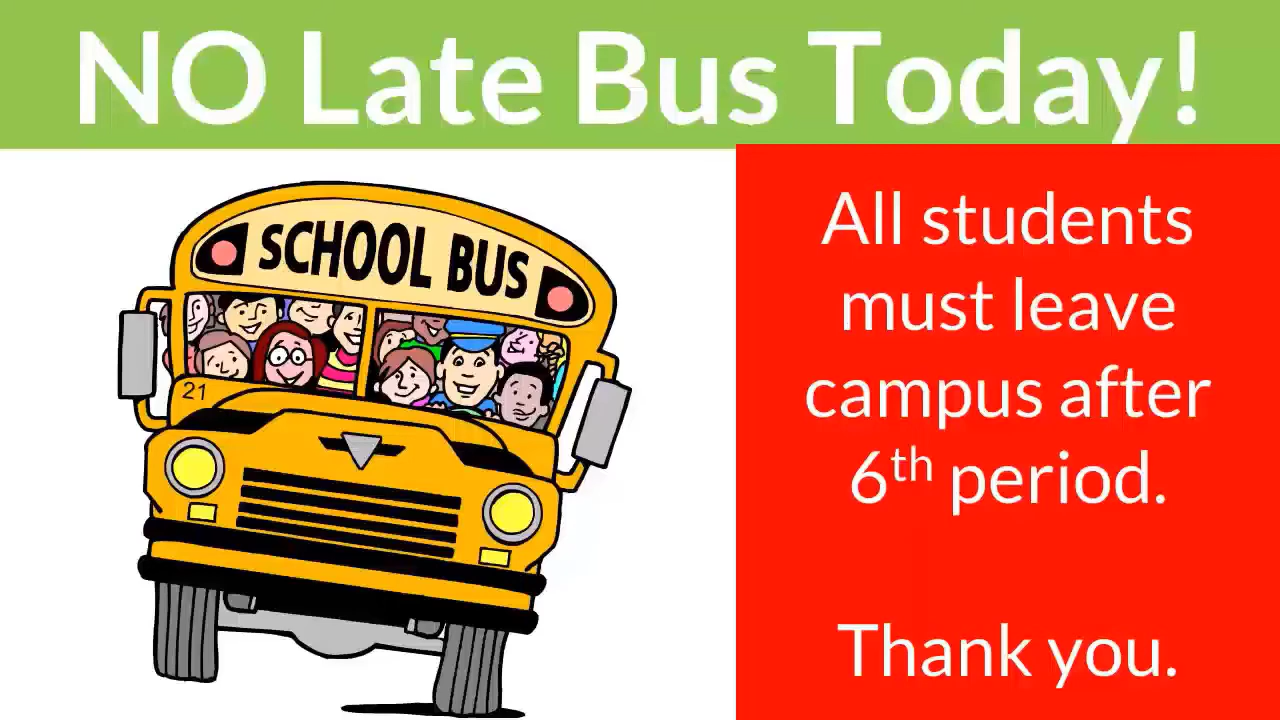 NO Late Bus Today!
SCHOOL BUS
21
All students
must leave
campus after
6th period.
Thank you.